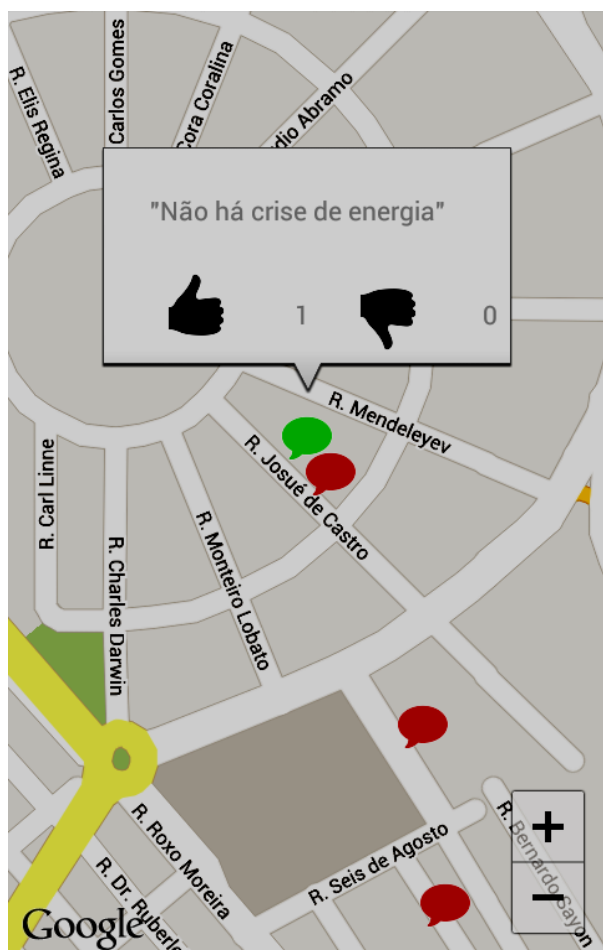 R. Elis Regina
Carlos Gomes
Cora Coralina
dio Abramo
"Não há crise de energia"
1
0
R. Mendeleyev
R. Josué de Castro
R. Carl Linne
R. Charles Darwin
R. Monteiro Lobato
+
−
R. Roxo Moreira
R. Seis de Agosto
R. Bernardo Sayon
R. Dr. Ruberle
Google